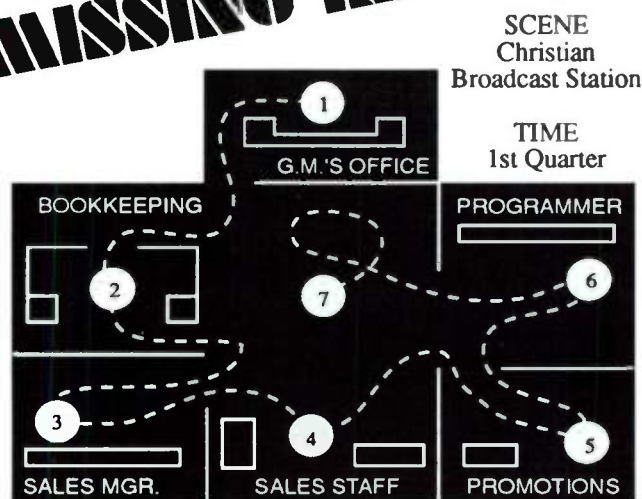 MISSING
SCENE
Christian
Broadcast Station
TIME
1st Quarter
1
G.M.'S OFFICE
BOOKKEEPING
PROGRAMMER
2
7
6
3
4
5
SALES MGR.
SALES STAFF
PROMOTIONS